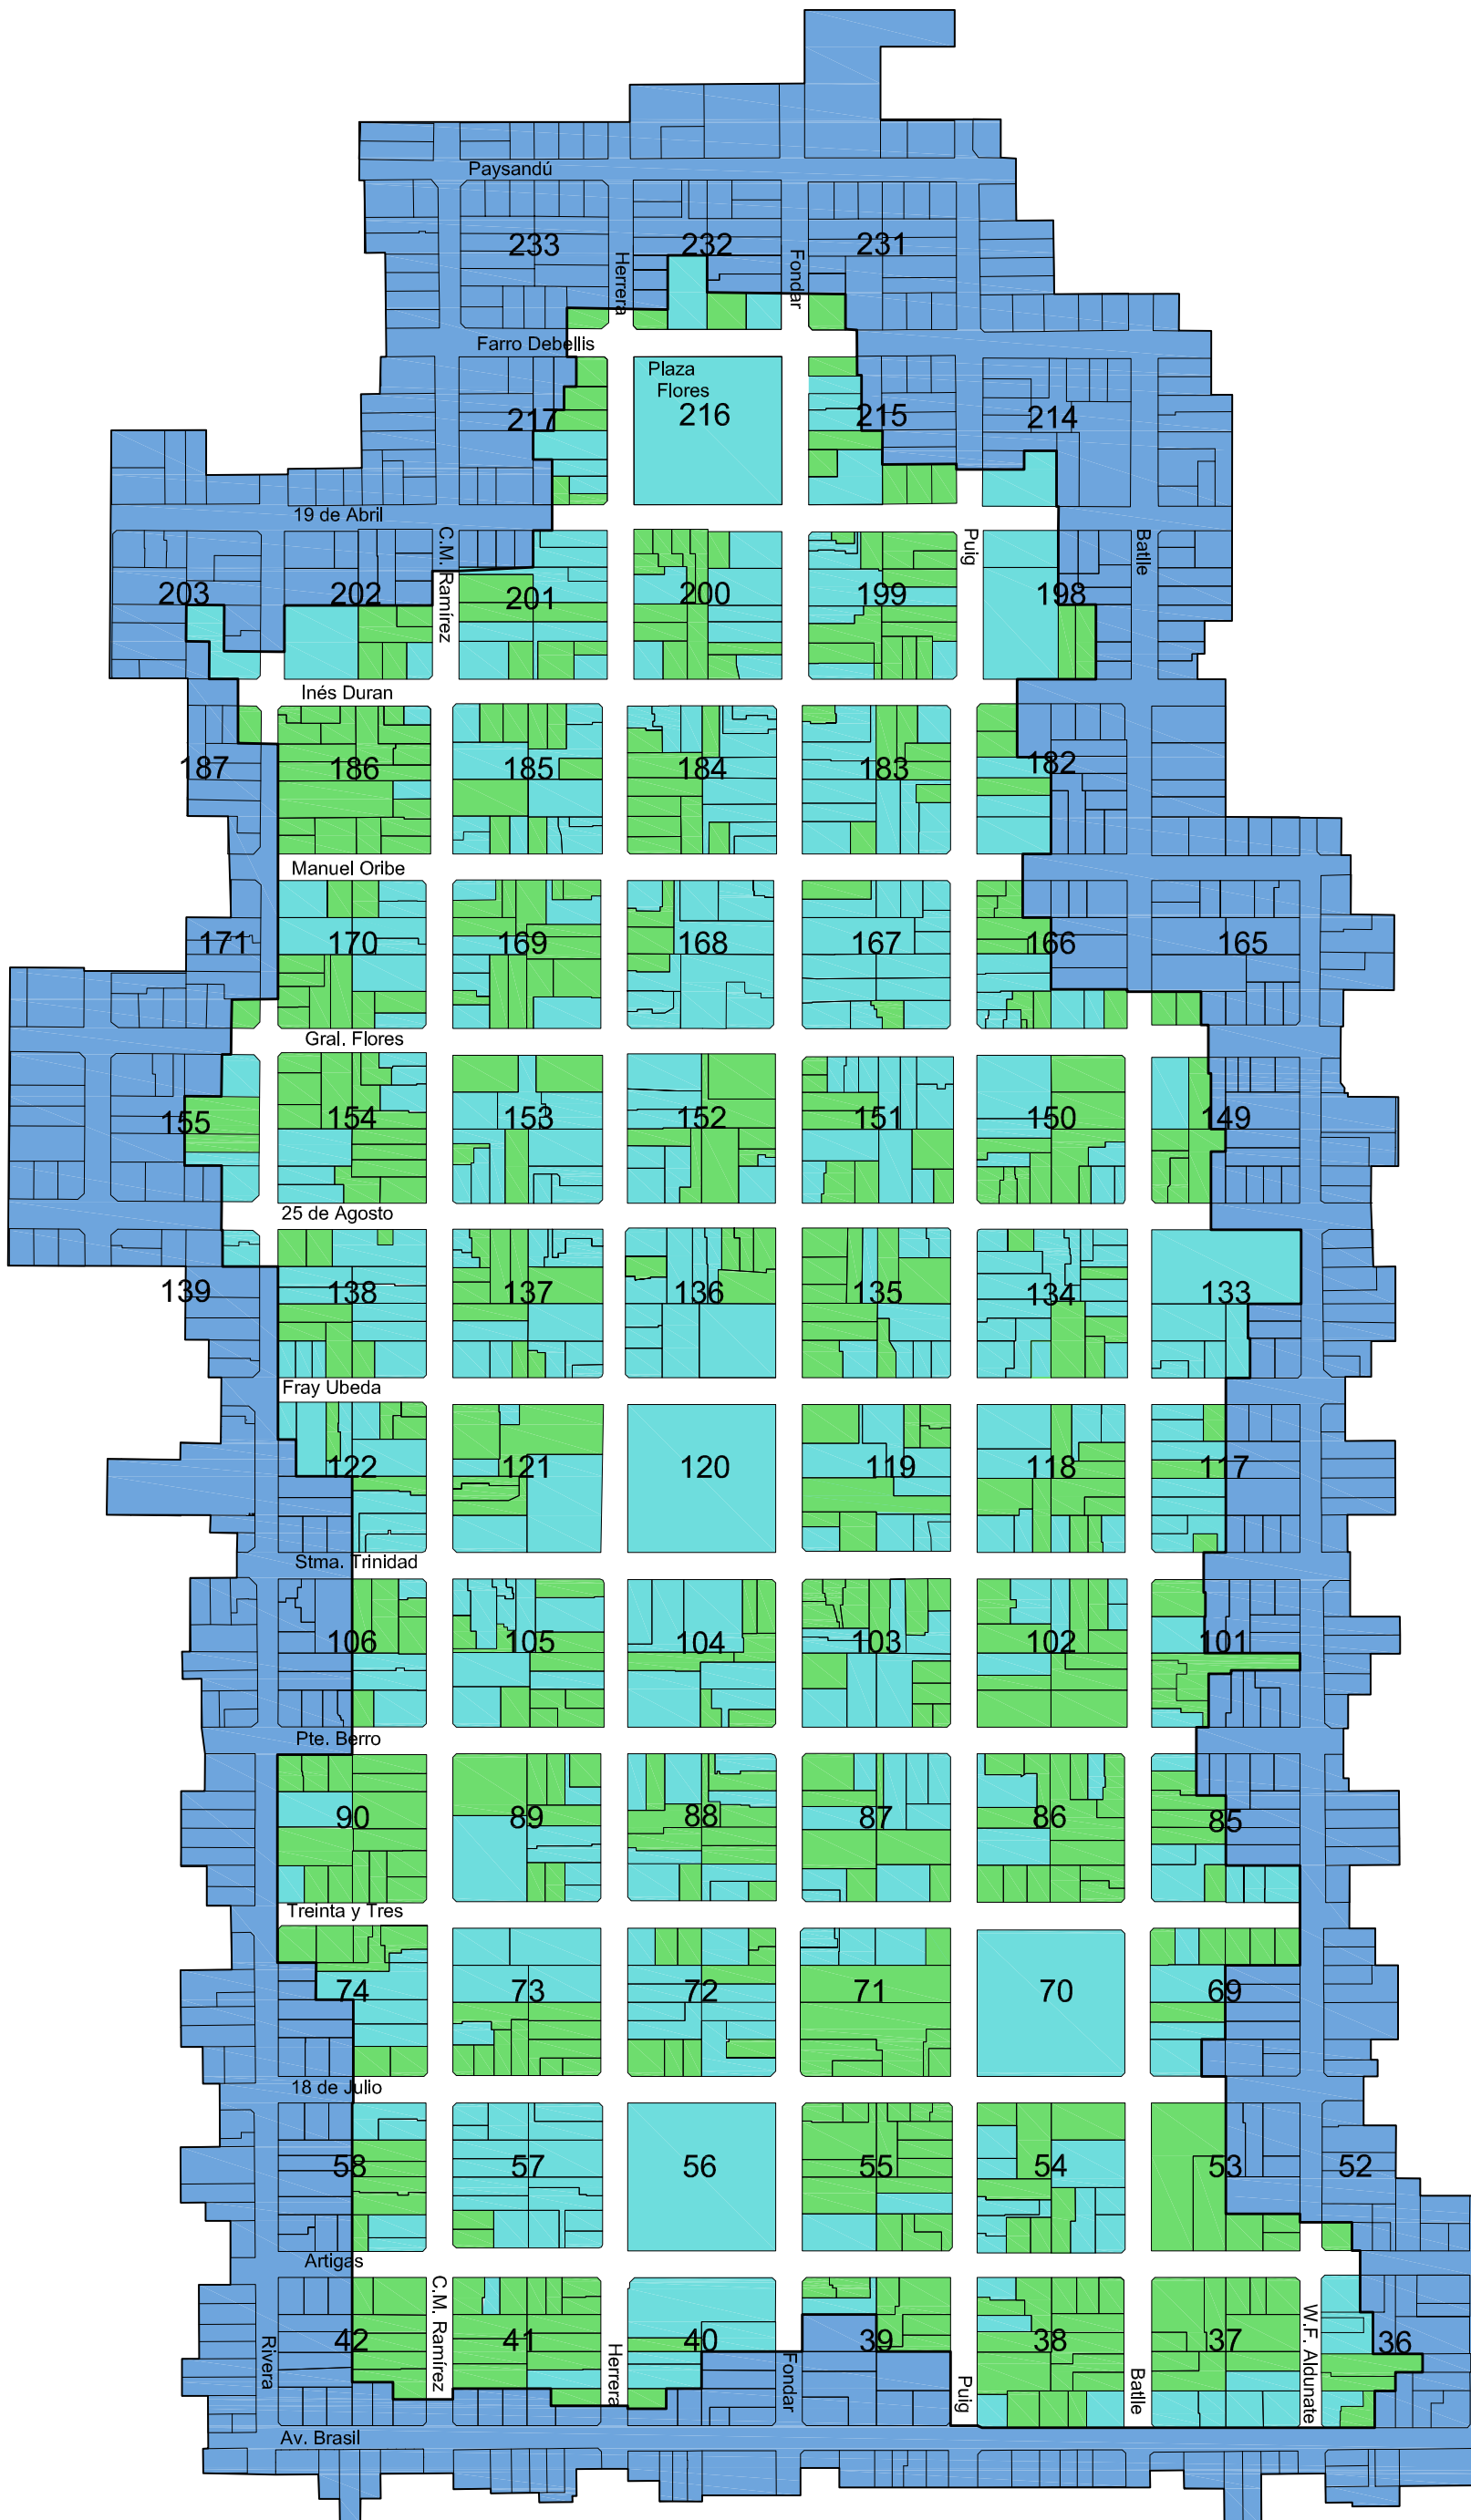 Paysandú
233
232
231
Herrera
Fondar
Farro Debellis
Plaza
Flores
217
216
215
214
19 de Abril
C.M. Ramírez
Puig
Batlle
203
202
201
200
199
198
Inés Duran
187
186
185
184
183
182
Manuel Oribe
171
170
169
168
167
166
165
Gral. Flores
155
154
153
152
151
150
149
25 de Agosto
139
138
137
136
135
134
133
Fray Ubeda
122
121
120
119
118
117
Stma. Trinidad
106
105
104
103
102
101
Pte. Berro
90
89
88
87
86
85
Treinta y Tres
74
73
72
71
70
69
18 de Julio
58
57
56
55
54
53
52
Artigas
Rivera
42
C.M. Ramírez
41
Herrera
40
Fondar
39
Puig
38
Batlle
37
W.F. Aldunate
36
Av. Brasil